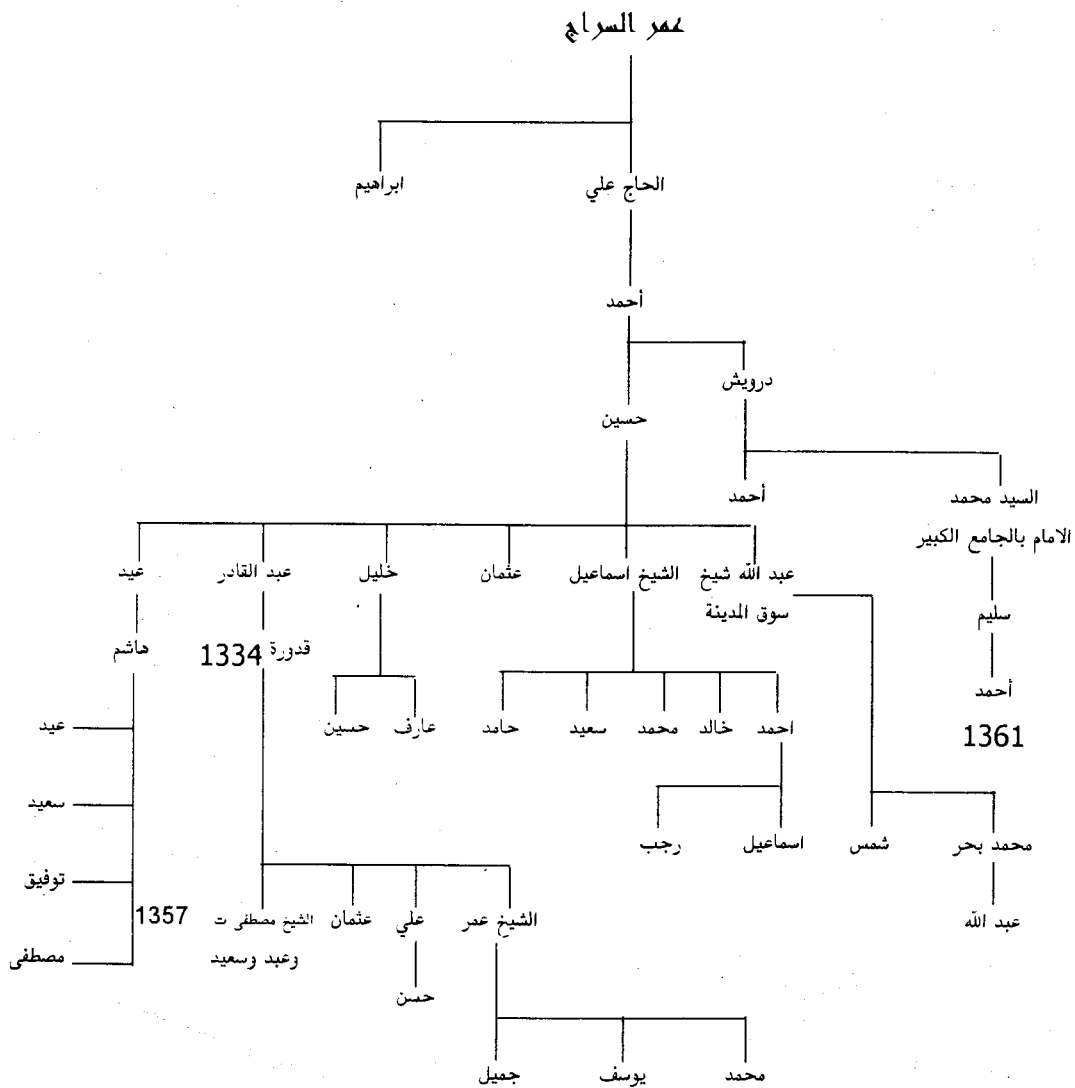 عمر السراج
الحاج علي ابراهيم
أحمد
درويش
حسين
السيد محمد أحمد
الامام بالجامع الكبير
عبد الله شيخ الشيخ اسماعيل عثمان خليل عبد القادر عيد
سوق المدينة
سليم
قدورة 1334 هاشم
أحمد
1361
احمد خالد محمد سعيد حامد عارف حسين
عيد
سعيد
محمد بحر شمس اسماعيل رجب
توفيق
عبد الله الشيخ عمر علي عثمان الشيخ مصطفى ت 1357
وعبد وسعيد
مصطفى
حسن
محمد يوسف جميل